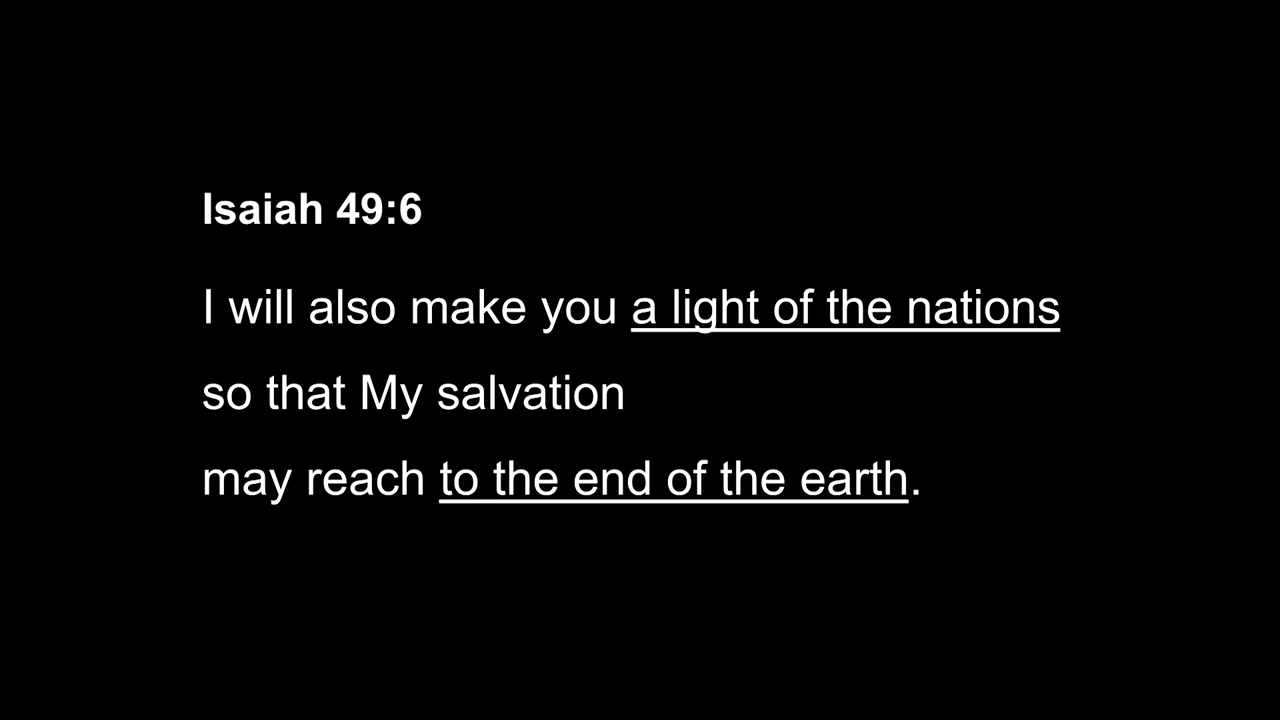 Isaiah 49:6
I will also make you a light of the nations
so that My salvation
may reach to the end of the earth.